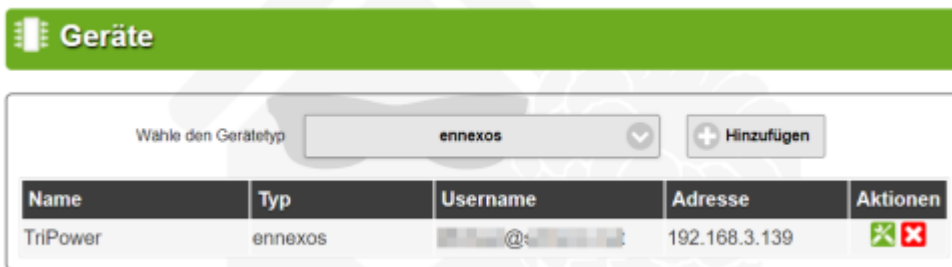 Geräte
Wähle den Gerätetyp ennexos Hinzufügen
Name Typ Username Adresse Aktionen
TriPower ennexos 192.168.3.139